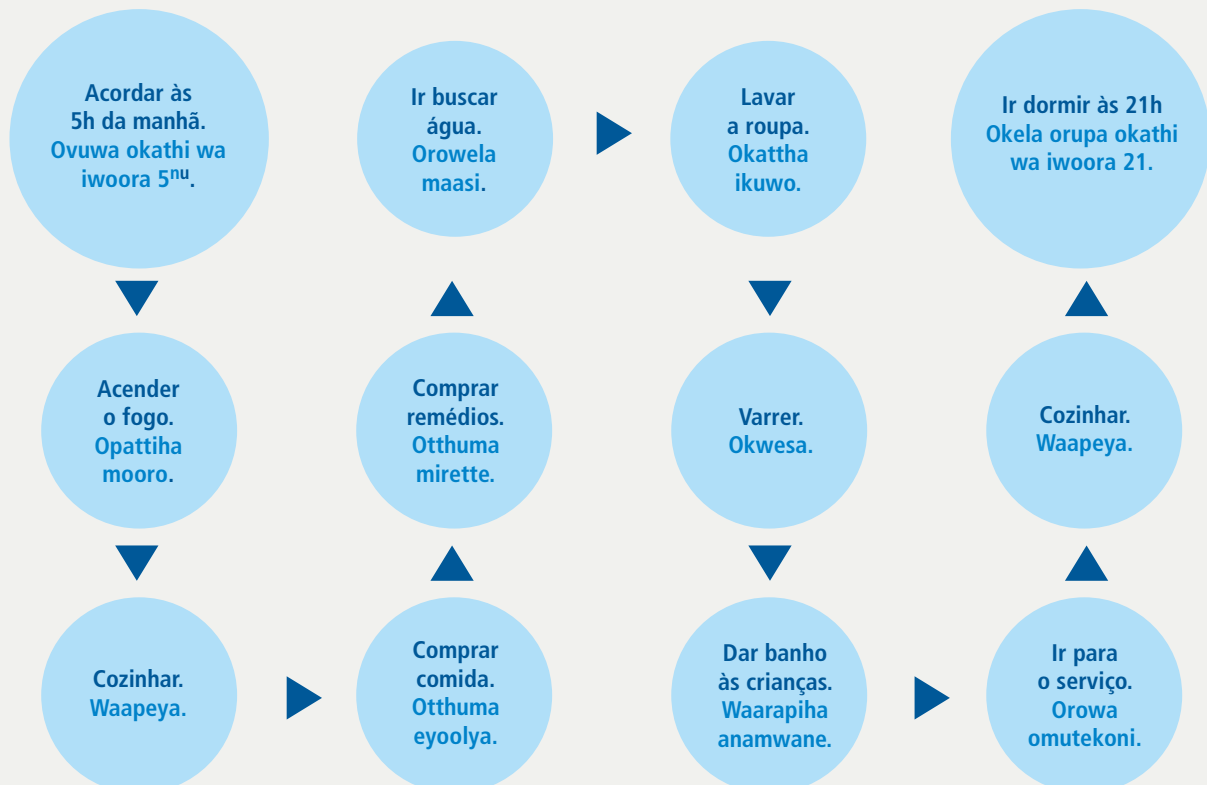 Acordar às
5h da manhã.
Ovuwa okathi wa
iwoora 5nu.
Acender
o fogo.
Opattiha
mooro.
Cozinhar.
Waapeya.
Comprar
comida.
Otthuma
eyoolya.
Comprar
remédios.
Otthuma
mirette.
Ir buscar
água.
Orowela
maasi.
Lavar
a roupa.
Okattha
ikuwo.
Varrer.
Okwesa.
Dar banho
às crianças.
Waarapiha
anamwane.
Ir para
o serviço.
Orowa
omutekoni.
Cozinhar.
Waapeya.
Ir dormir às 21h
Okela orupa okathi
wa iwoora 21.